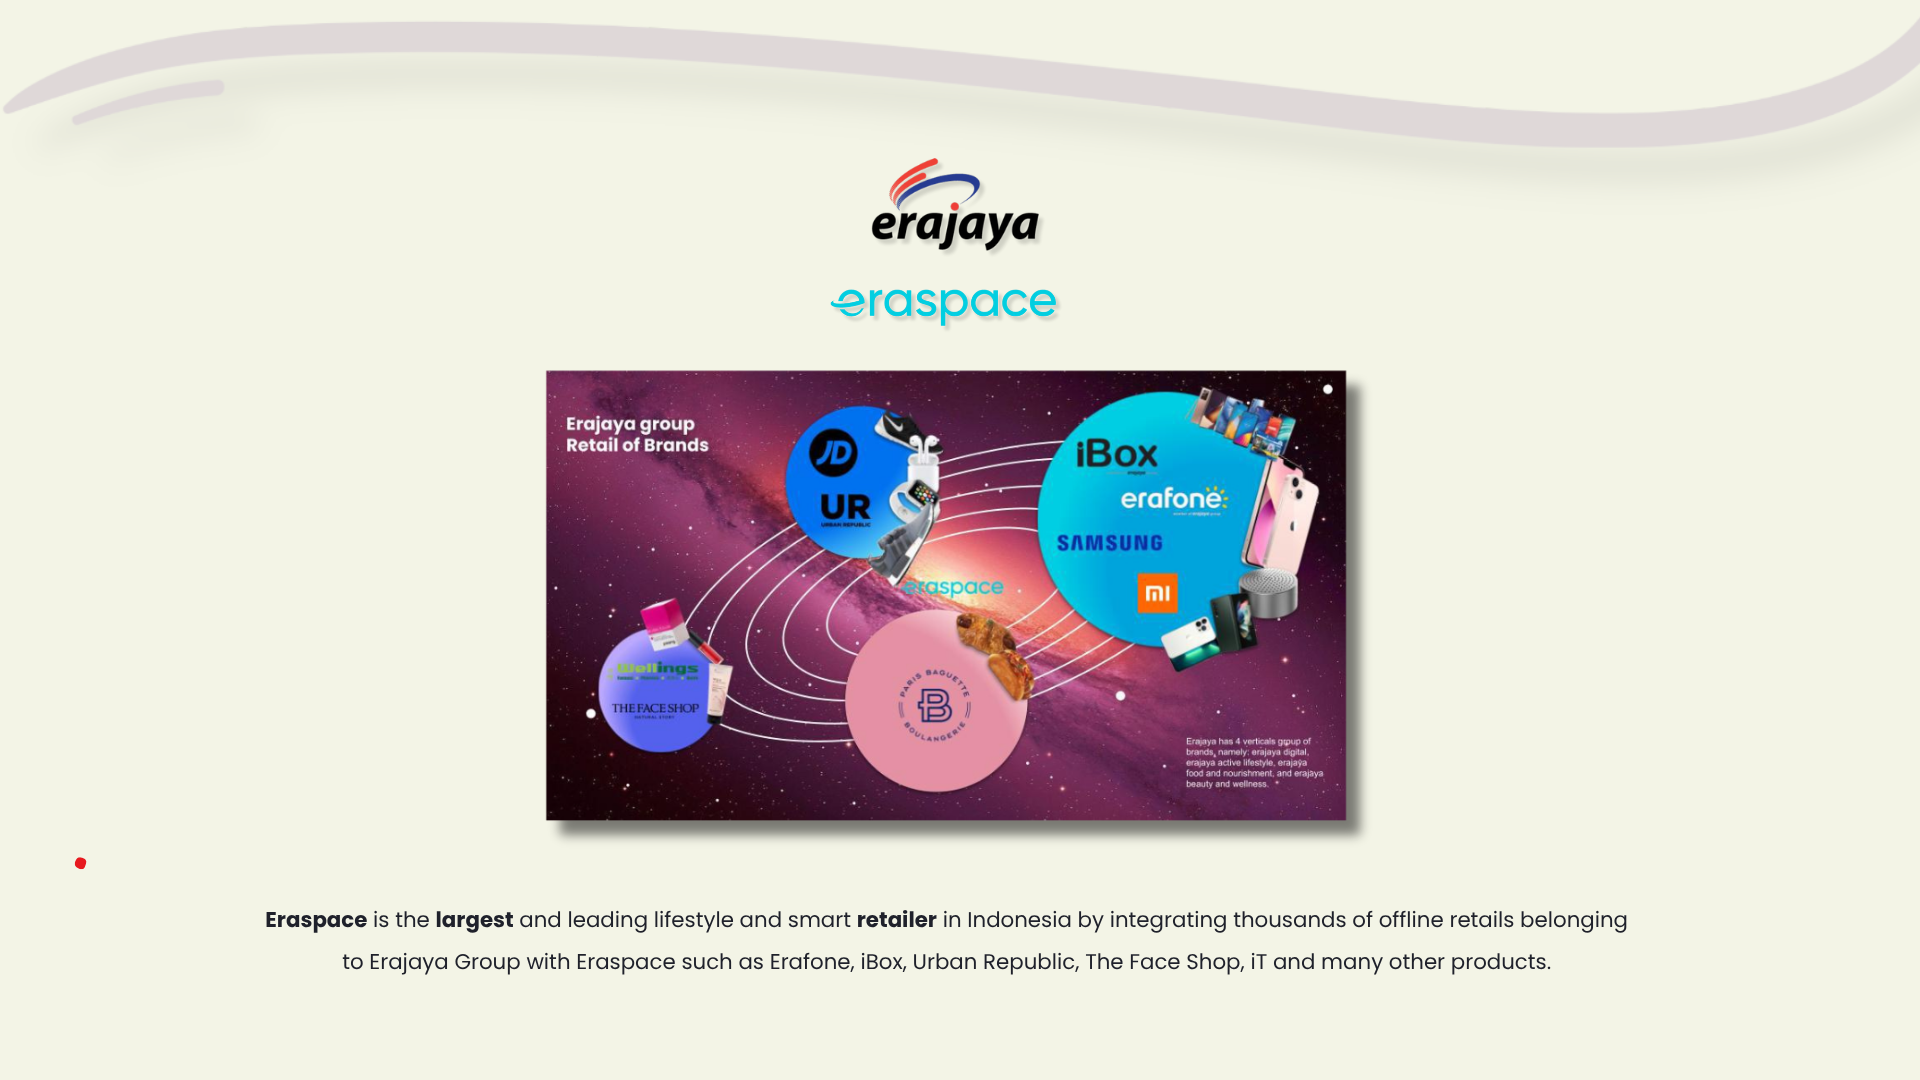 erajaya
eraspace
Erajaya group
Retail of Brands
JD
UR
URBAN REPUBLIC
iBox
erafone
SAMSUNG
mi
eraspace
Wellings
THE FACE SHOP
NATURAL STORY
PARIS BAGUETTE
B
BOULANGERIE
Erajaya has 4 verticals group of
brands, namely: erajaya digital,
erajaya active lifestyle, erajaya
food and nourishment, and erajaya
beauty and wellness.
Eraspace is the largest and leading lifestyle and smart retailer in Indonesia by integrating thousands of offline retails belonging
to Erajaya Group with Eraspace such as Erafone, iBox, Urban Republic, The Face Shop, iT and many other products.